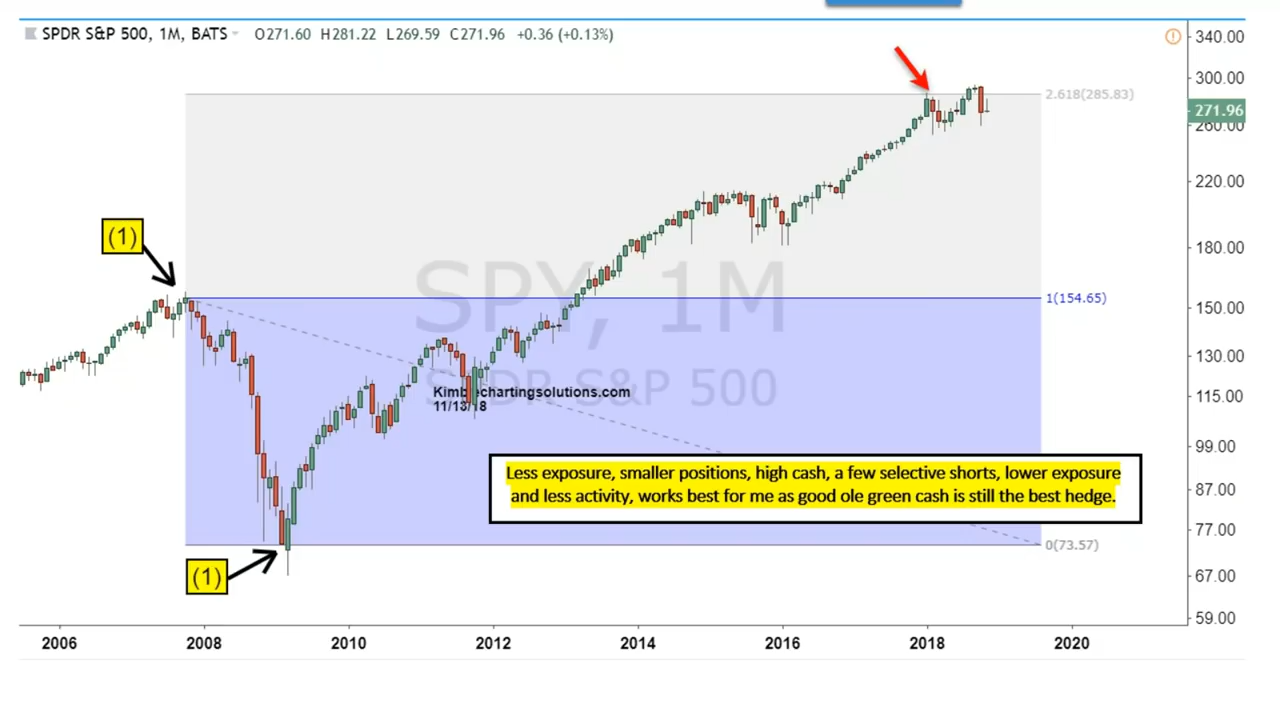 SPDR S&P 500, 1M, BATS O271.60 H281.22 L269.59 C271.96 +0.36 (+0.13%)
340.00
300.00
2.618(285.83)
271.96
260.00
220.00
(1)
180.00
SPY, 1M
1(154.65)
150.00
130.00
SPDR S&P 500
Kimblechartingsolutions.com
11/13/18
115.00
99.00
Less exposure, smaller positions, high cash, a few selective shorts, lower exposure
and less activity, works best for me as good ole green cash is still the best hedge.
87.00
77.00
0(73.57)
(1)
67.00
59.00
2006 2008 2010 2012 2014 2016 2018 2020